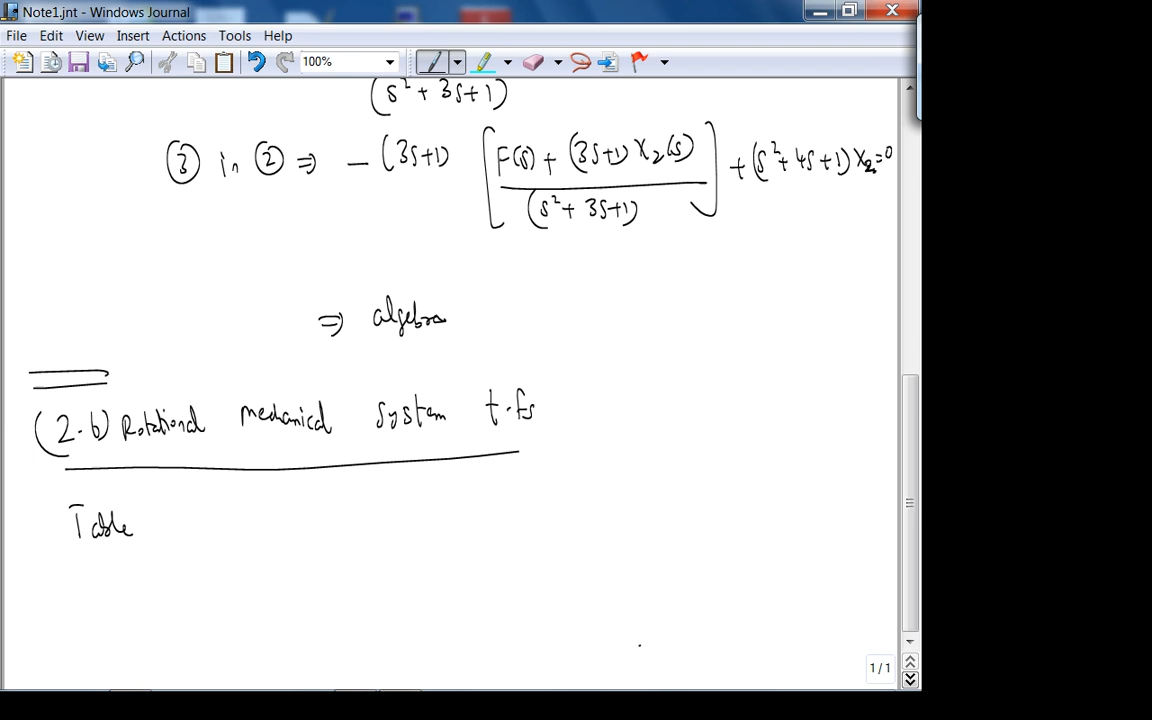 Note1.jnt - Windows Journal
File Edit View Insert Actions Tools Help
100%
(s² + 3s+1)
③ in ② ⇒ - (3s+1) [F(s) + (3s+1) X₂(s) / (s² + 3s+1)] + (s² + 4s+1) X₂=0
⇒ algebra
(2.6) Rotational mechanical system t.fs
Table
1 / 1